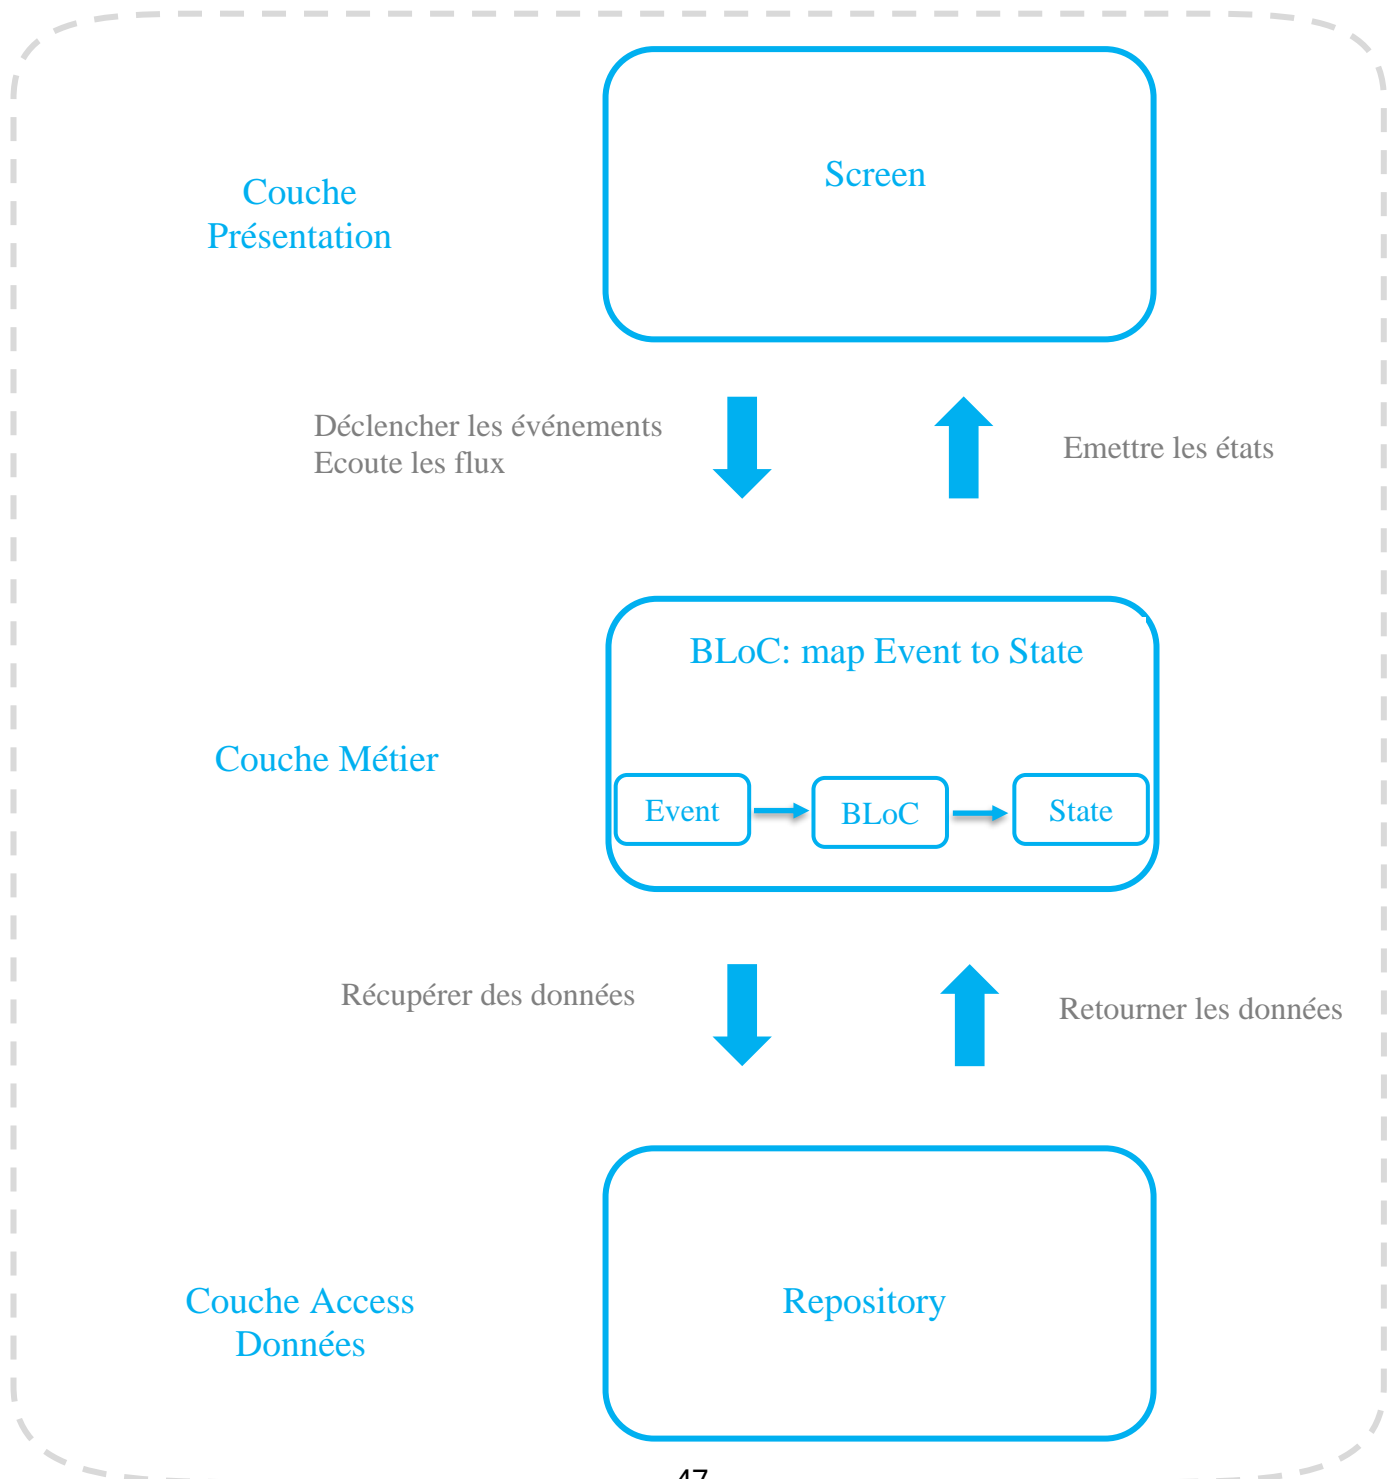 Screen
Couche
Présentation
Déclencher les événements
Ecoute les flux
Emettre les états
BLoC: map Event to State
Couche Métier
Event
BLoC
State
Récupérer des données
Retourner les données
Couche Access
Données
Repository
47